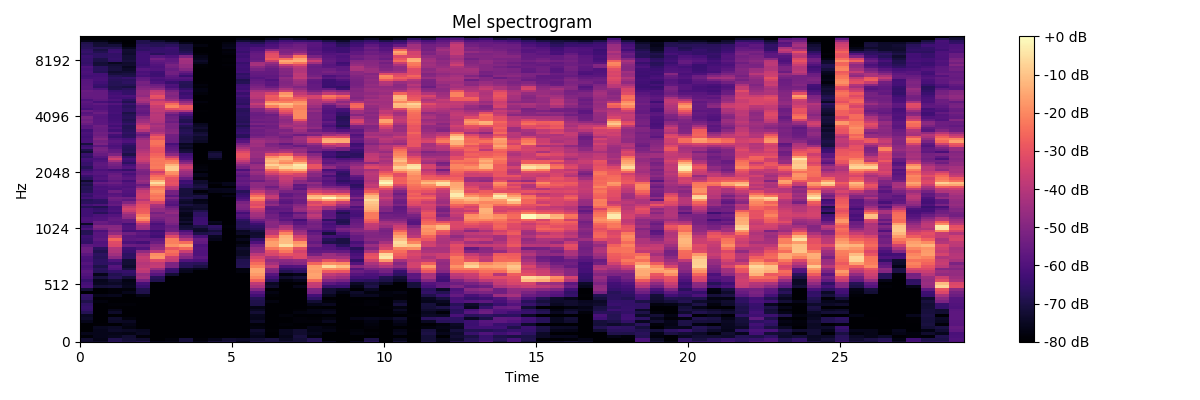 Mel spectrogram
Hz
8192
4096
2048
1024
512
0
0 5 10 15 20 25
Time
+0 dB
-10 dB
-20 dB
-30 dB
-40 dB
-50 dB
-60 dB
-70 dB
-80 dB